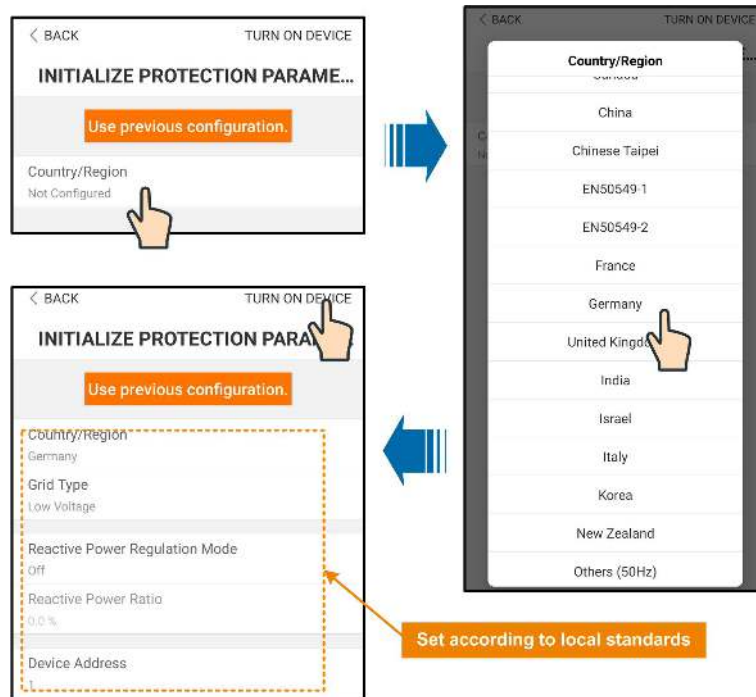 < BACK TURN ON DEVICE
INITIALIZE PROTECTION PARAME...
Use previous configuration.
Country/Region
Not Configured
< BACK TURN ON DEVICE
Country/Region
China
Chinese Taipei
EN50549-1
EN50549-2
France
Germany
United Kingdo
India
Israel
Italy
Korea
New Zealand
Others (50Hz)
< BACK TURN ON DEVICE
INITIALIZE PROTECTION PARA
Use previous configuration.
Country/Region
Germany
Grid Type
Low Voltage
Reactive Power Regulation Mode
Off
Reactive Power Ratio
0.0 %
Device Address
1
Set according to local standards